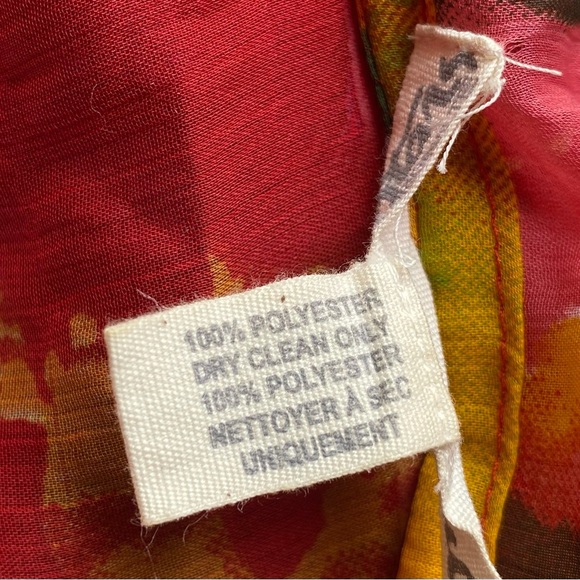 100% POLYESTER
DRY CLEAN ONLY
100% POLYESTER
NETTOYER À SEC
UNIQUEMENT